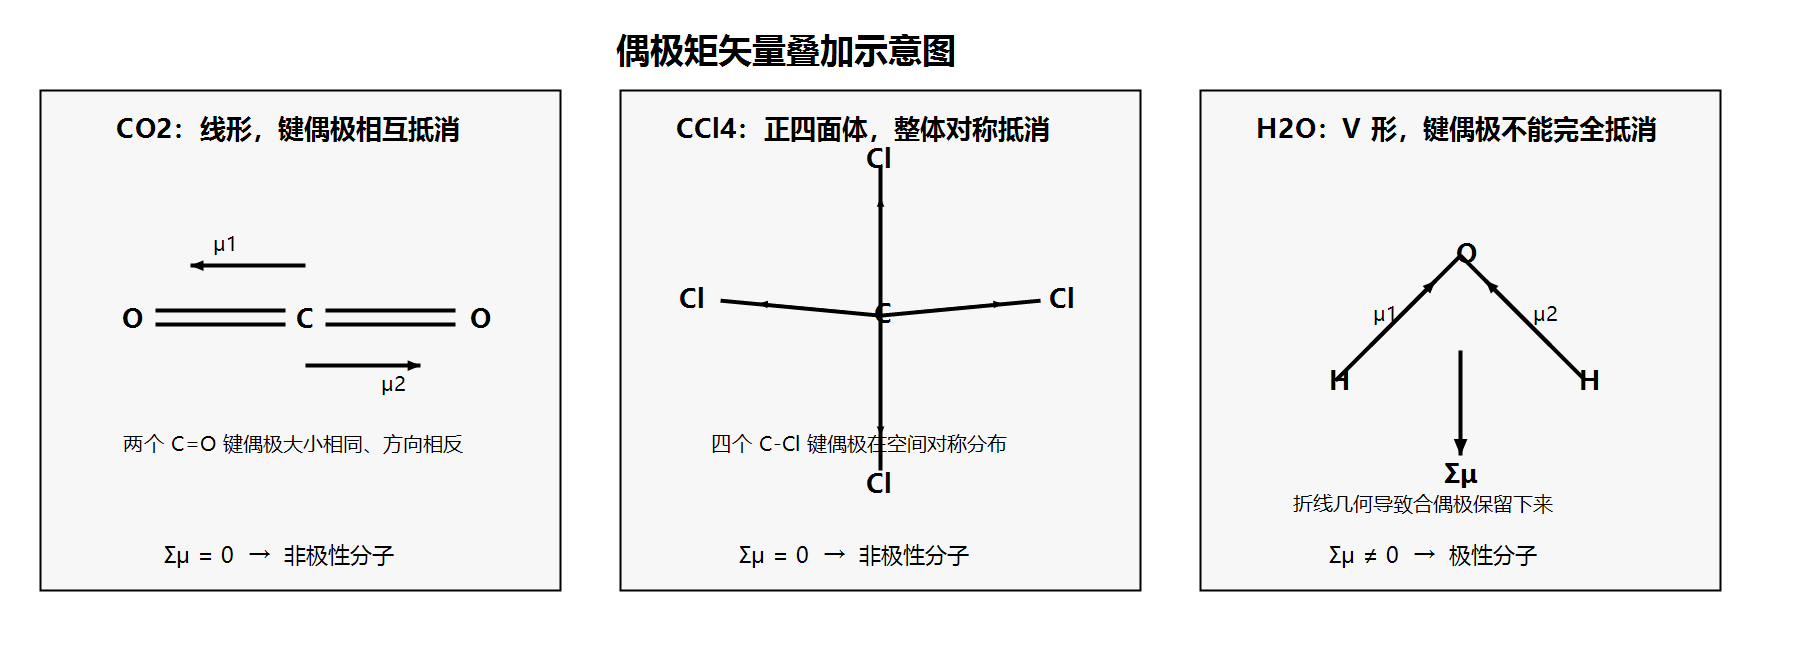 偶极矩矢量叠加示意图
CO2：线形，键偶极相互抵消
μ1
O
C
O
μ2
两个 C=O 键偶极大小相同、方向相反
Σμ = 0 → 非极性分子
CCl4：正四面体，整体对称抵消
Cl
Cl
C
Cl
四个 C-Cl 键偶极在空间对称分布
Cl
Σμ = 0 → 非极性分子
H2O：V 形，键偶极不能完全抵消
O
μ1
μ2
H
H
Σμ
折线几何导致合偶极保留下来
Σμ ≠ 0 → 极性分子